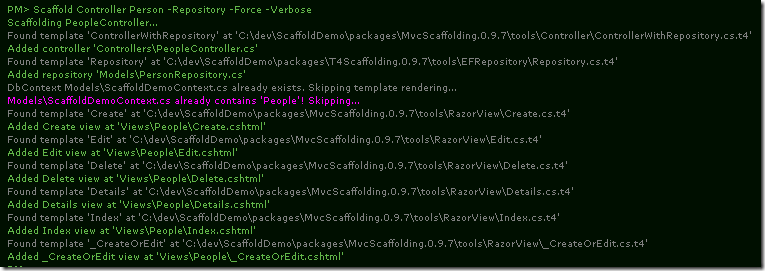 PM> Scaffold Controller Person -Repository -Force -Verbose
Scaffolding PeopleController...
Found template 'ControllerWithRepository' at 'C:\dev\ScaffoldDemo\packages\MvcScaffolding.0.9.7\tools\Controller\ControllerWithRepository.cs.t4'
Added controller 'Controllers\PeopleController.cs'
Found template 'Repository' at 'C:\dev\ScaffoldDemo\packages\T4Scaffolding.0.9.7\tools\EFRepository\Repository.cs.t4'
Added repository 'Models\PersonRepository.cs'
DbContext Models\ScaffoldDemoContext.cs already exists. Skipping template rendering...
Models\ScaffoldDemoContext.cs already contains 'People'! Skipping...
Found template 'Create' at 'C:\dev\ScaffoldDemo\packages\MvcScaffolding.0.9.7\tools\RazorView\Create.cs.t4'
Added Create view at 'Views\People\Create.cshtml'
Found template 'Edit' at 'C:\dev\ScaffoldDemo\packages\MvcScaffolding.0.9.7\tools\RazorView\Edit.cs.t4'
Added Edit view at 'Views\People\Edit.cshtml'
Found template 'Delete' at 'C:\dev\ScaffoldDemo\packages\MvcScaffolding.0.9.7\tools\RazorView\Delete.cs.t4'
Added Delete view at 'Views\People\Delete.cshtml'
Found template 'Details' at 'C:\dev\ScaffoldDemo\packages\MvcScaffolding.0.9.7\tools\RazorView\Details.cs.t4'
Added Details view at 'Views\People\Details.cshtml'
Found template 'Index' at 'C:\dev\ScaffoldDemo\packages\MvcScaffolding.0.9.7\tools\RazorView\Index.cs.t4'
Added Index view at 'Views\People\Index.cshtml'
Found template '_CreateOrEdit' at 'C:\dev\ScaffoldDemo\packages\MvcScaffolding.0.9.7\tools\RazorView\_CreateOrEdit.cs.t4'
Added _CreateOrEdit view at 'Views\People\_CreateOrEdit.cshtml'